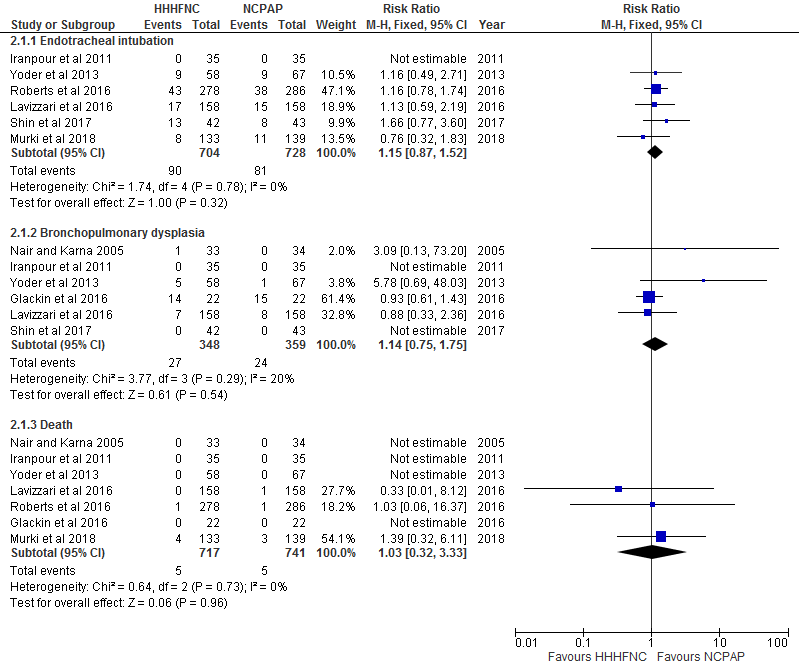 HHHFNC NCPAP Risk Ratio Risk Ratio
Study or Subgroup Events Total Events Total Weight M-H, Fixed, 95% CI Year M-H, Fixed, 95% CI
2.1.1 Endotracheal intubation
Iranpour et al 2011 0 35 0 35 Not estimable 2011
Yoder et al 2013 9 58 9 67 10.5% 1.16 [0.49, 2.71] 2013
Roberts et al 2016 43 278 38 286 47.1% 1.16 [0.78, 1.74] 2016
Lavizzari et al 2016 17 158 15 158 18.9% 1.13 [0.59, 2.19] 2016
Shin et al 2017 13 42 8 43 9.9% 1.66 [0.77, 3.60] 2017
Murki et al 2018 8 133 11 139 13.5% 0.76 [0.32, 1.83] 2018
Subtotal (95% CI) 704 728 100.0% 1.15 [0.87, 1.52]
Total events 90 81
Heterogeneity: Chi² = 1.74, df = 4 (P = 0.78); I² = 0%
Test for overall effect: Z = 1.00 (P = 0.32)
2.1.2 Bronchopulmonary dysplasia
Nair and Karna 2005 1 33 0 34 2.0% 3.09 [0.13, 73.20] 2005
Iranpour et al 2011 0 35 0 35 Not estimable 2011
Yoder et al 2013 5 58 1 67 3.8% 5.78 [0.69, 48.03] 2013
Glackin et al 2016 14 22 15 22 61.4% 0.93 [0.61, 1.43] 2016
Lavizzari et al 2016 7 158 8 158 32.8% 0.88 [0.33, 2.36] 2016
Shin et al 2017 0 42 0 43 Not estimable 2017
Subtotal (95% CI) 348 359 100.0% 1.14 [0.75, 1.75]
Total events 27 24
Heterogeneity: Chi² = 3.77, df = 3 (P = 0.29); I² = 20%
Test for overall effect: Z = 0.61 (P = 0.54)
2.1.3 Death
Nair and Karna 2005 0 33 0 34 Not estimable 2005
Iranpour et al 2011 0 35 0 35 Not estimable 2011
Yoder et al 2013 0 58 0 67 Not estimable 2013
Lavizzari et al 2016 0 158 1 158 27.7% 0.33 [0.01, 8.12] 2016
Roberts et al 2016 1 278 1 286 18.2% 1.03 [0.06, 16.37] 2016
Glackin et al 2016 0 22 0 22 Not estimable 2016
Murki et al 2018 4 133 3 139 54.1% 1.39 [0.32, 6.11] 2018
Subtotal (95% CI) 717 741 100.0% 1.03 [0.32, 3.33]
Total events 5 5
Heterogeneity: Chi² = 0.64, df = 2 (P = 0.73); I² = 0%
Test for overall effect: Z = 0.06 (P = 0.96)
0.01 0.1 1 10 100
Favours HHHFNC Favours NCPAP